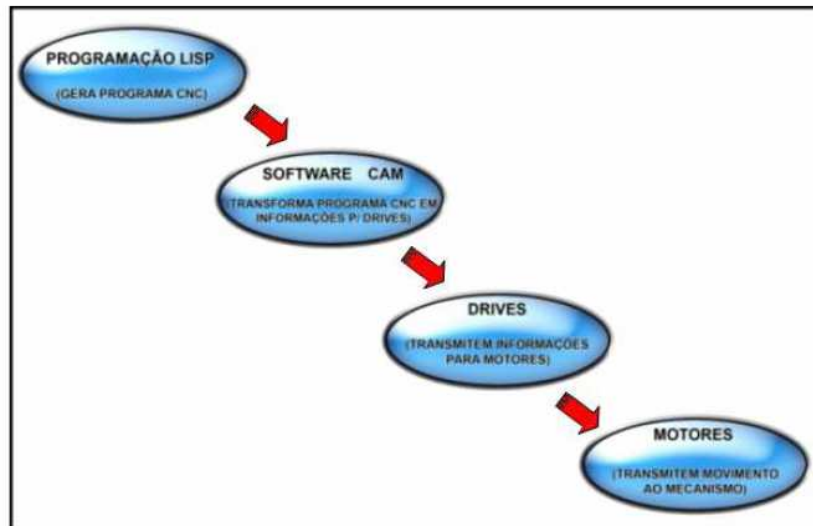 PROGRAMAÇÃO LISP
(GERA PROGRAMA CNC)
SOFTWARE CAM
(TRANSFORMA PROGRAMA CNC EM
INFORMAÇÕES P/ DRIVES)
DRIVES
(TRANSMITEM INFORMAÇÕES
PARA MOTORES)
MOTORES
(TRANSMITEM MOVIMENTO
AO MECANISMO)